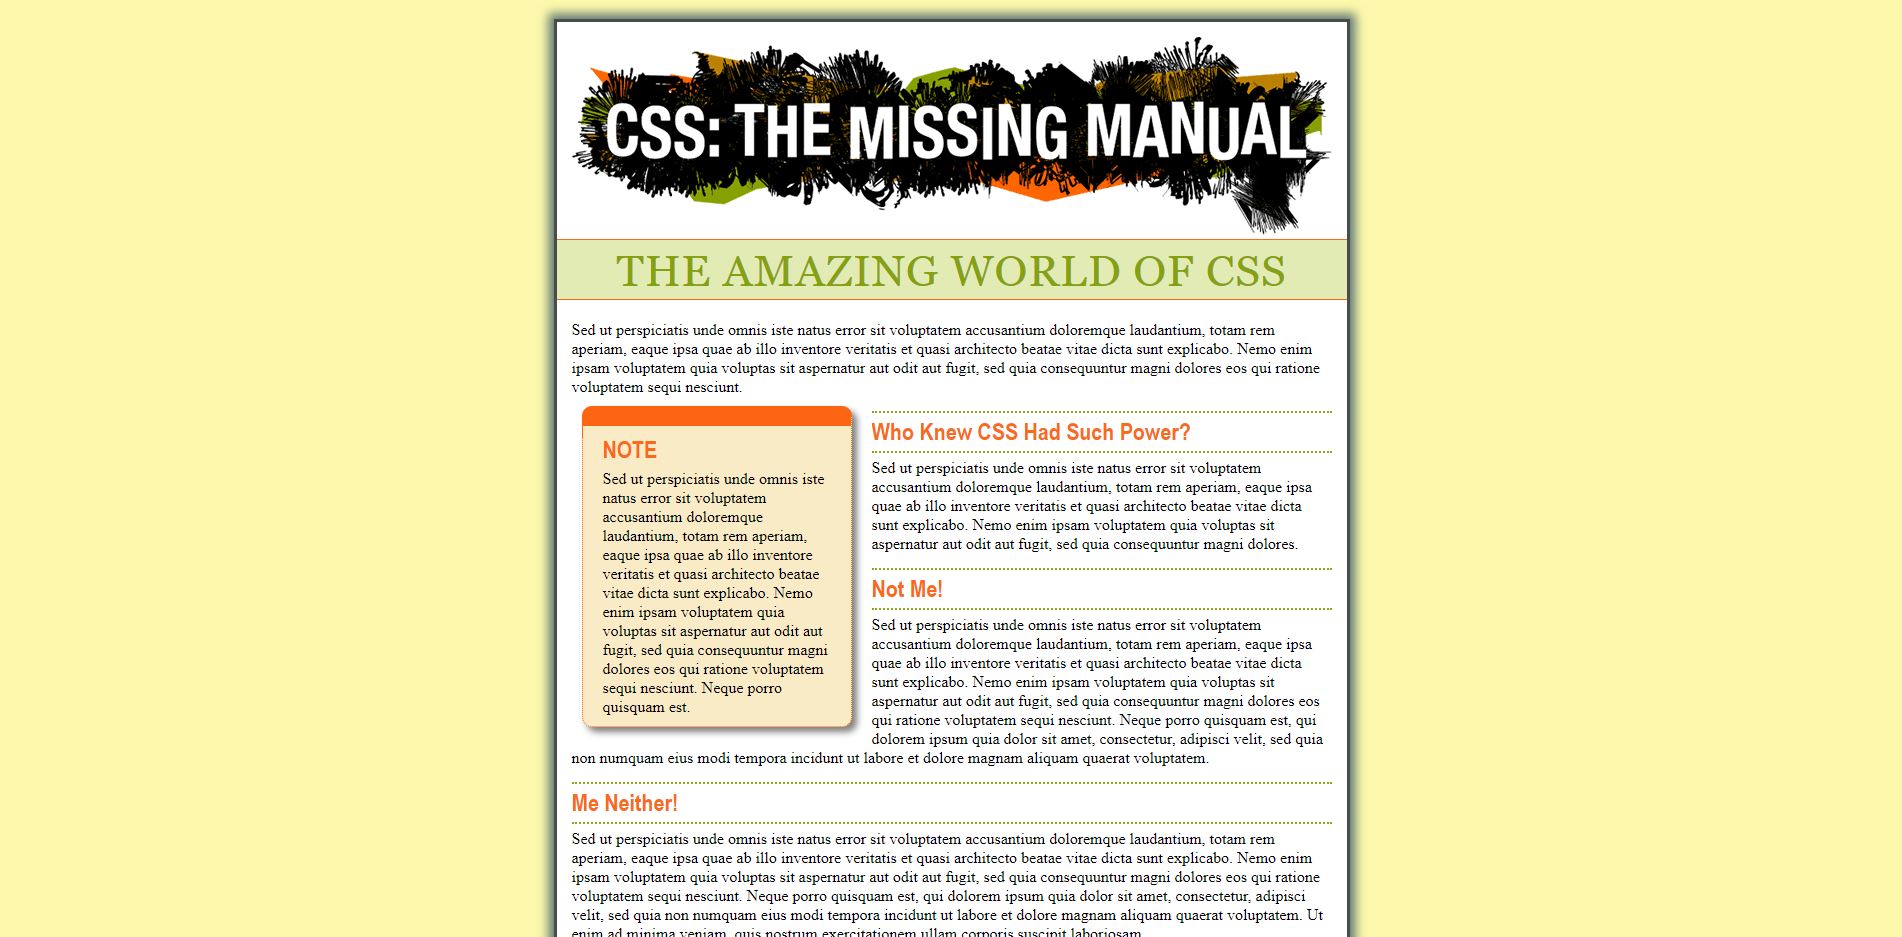 CSS: THE MISSING MANUAL
THE AMAZING WORLD OF CSS
Sed ut perspiciatis unde omnis iste natus error sit voluptatem accusantium doloremque laudantium, totam rem
aperiam, eaque ipsa quae ab illo inventore veritatis et quasi architecto beatae vitae dicta sunt explicabo. Nemo enim
ipsam voluptatem quia voluptas sit aspernatur aut odit aut fugit, sed quia consequuntur magni dolores eos qui ratione
voluptatem sequi nesciunt.
NOTE
Sed ut perspiciatis unde omnis iste
natus error sit voluptatem
accusantium doloremque
laudantium, totam rem aperiam,
eaque ipsa quae ab illo inventore
veritatis et quasi architecto beatae
vitae dicta sunt explicabo. Nemo
enim ipsam voluptatem quia
voluptas sit aspernatur aut odit aut
fugit, sed quia consequuntur magni
dolores eos qui ratione voluptatem
sequi nesciunt. Neque porro
quisquam est.
Who Knew CSS Had Such Power?
Sed ut perspiciatis unde omnis iste natus error sit voluptatem
accusantium doloremque laudantium, totam rem aperiam, eaque ipsa
quae ab illo inventore veritatis et quasi architecto beatae vitae dicta
sunt explicabo. Nemo enim ipsam voluptatem quia voluptas sit
aspernatur aut odit aut fugit, sed quia consequuntur magni dolores.
Not Me!
Sed ut perspiciatis unde omnis iste natus error sit voluptatem
accusantium doloremque laudantium, totam rem aperiam, eaque ipsa
quae ab illo inventore veritatis et quasi architecto beatae vitae dicta
sunt explicabo. Nemo enim ipsam voluptatem quia voluptas sit
aspernatur aut odit aut fugit, sed quia consequuntur magni dolores eos
qui ratione voluptatem sequi nesciunt. Neque porro quisquam est, qui
dolorem ipsum quia dolor sit amet, consectetur, adipisci velit, sed quia
non numquam eius modi tempora incidunt ut labore et dolore magnam aliquam quaerat voluptatem.
Me Neither!
Sed ut perspiciatis unde omnis iste natus error sit voluptatem accusantium doloremque laudantium, totam rem
aperiam, eaque ipsa quae ab illo inventore veritatis et quasi architecto beatae vitae dicta sunt explicabo. Nemo enim
ipsam voluptatem quia voluptas sit aspernatur aut odit aut fugit, sed quia consequuntur magni dolores eos qui ratione
voluptatem sequi nesciunt. Neque porro quisquam est, qui dolorem ipsum quia dolor sit amet, consectetur, adipisci
velit, sed quia non numquam eius modi tempora incidunt ut labore et dolore magnam aliquam quaerat voluptatem. Ut
enim ad minima veniam, quis nostrum exercitationem ullam corporis suscipit laboriosam